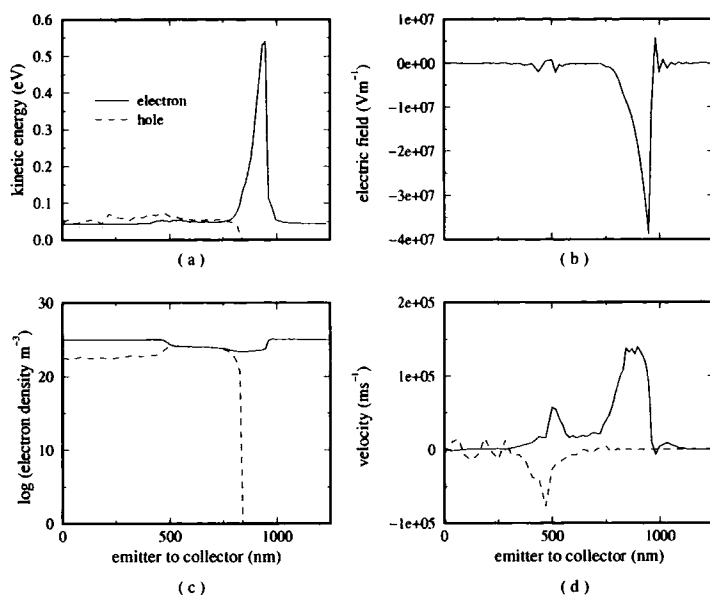 0.6
0.5
0.4
0.3
0.2
0.1
0.0
kinetic energy (eV)
electron
hole
( a )
1e+07
0e+00
−1e+07
−2e+07
−3e+07
−4e+07
electric field (Vm⁻¹)
( b )
30
20
10
0
log (electron density m⁻³)
0 500 1000
emitter to collector (nm)
( c )
2e+05
1e+05
0
−1e+05
velocity (ms⁻¹)
0 500 1000
emitter to collector (nm)
( d )